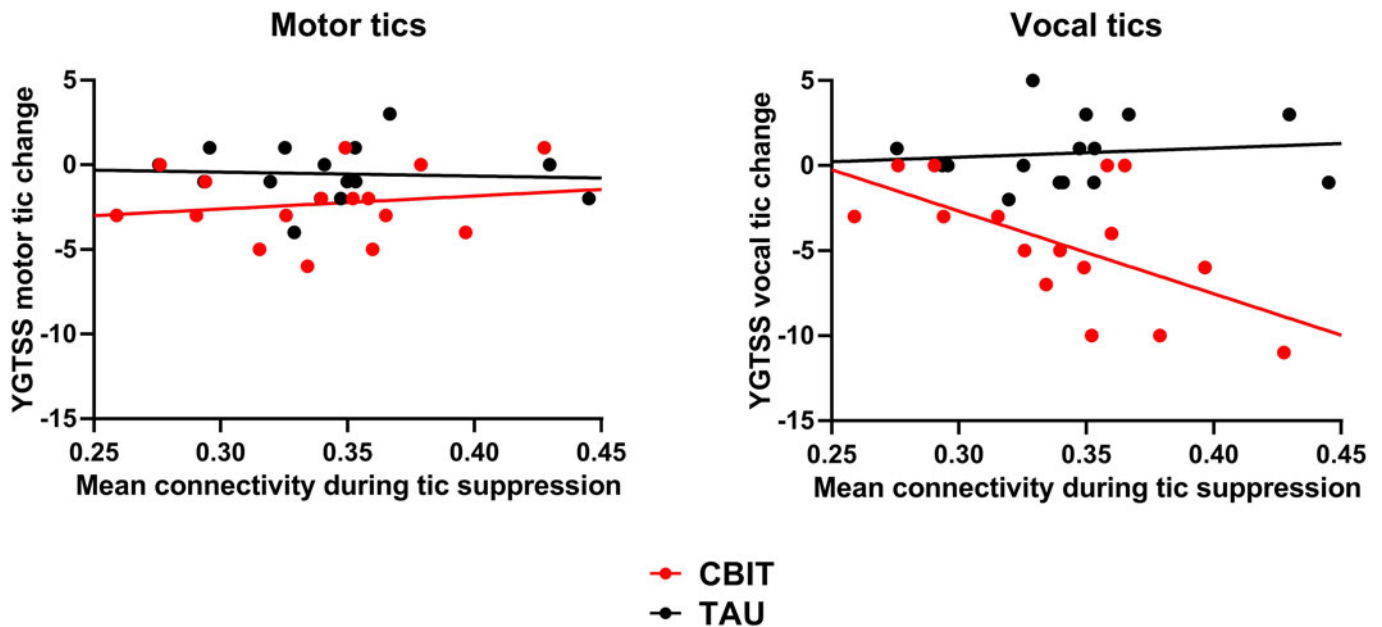 Motor tics
YGTSS motor tic change
5
0
-5
-10
-15
0.25 0.30 0.35 0.40 0.45
Mean connectivity during tic suppression
Vocal tics
YGTSS vocal tic change
5
0
-5
-10
-15
0.25 0.30 0.35 0.40 0.45
Mean connectivity during tic suppression
CBIT
TAU